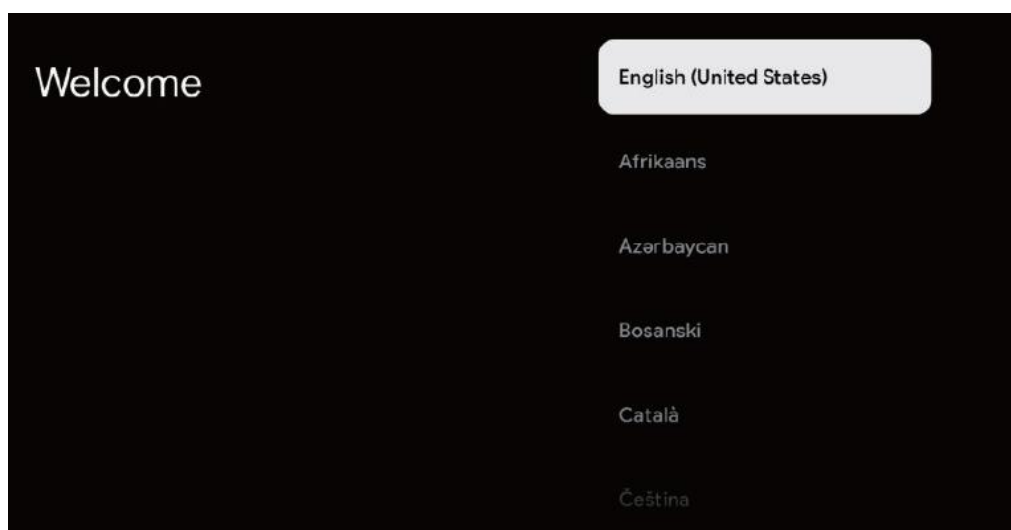 Welcome
English (United States)
Afrikaans
Azərbaycan
Bosanski
Català
Čeština